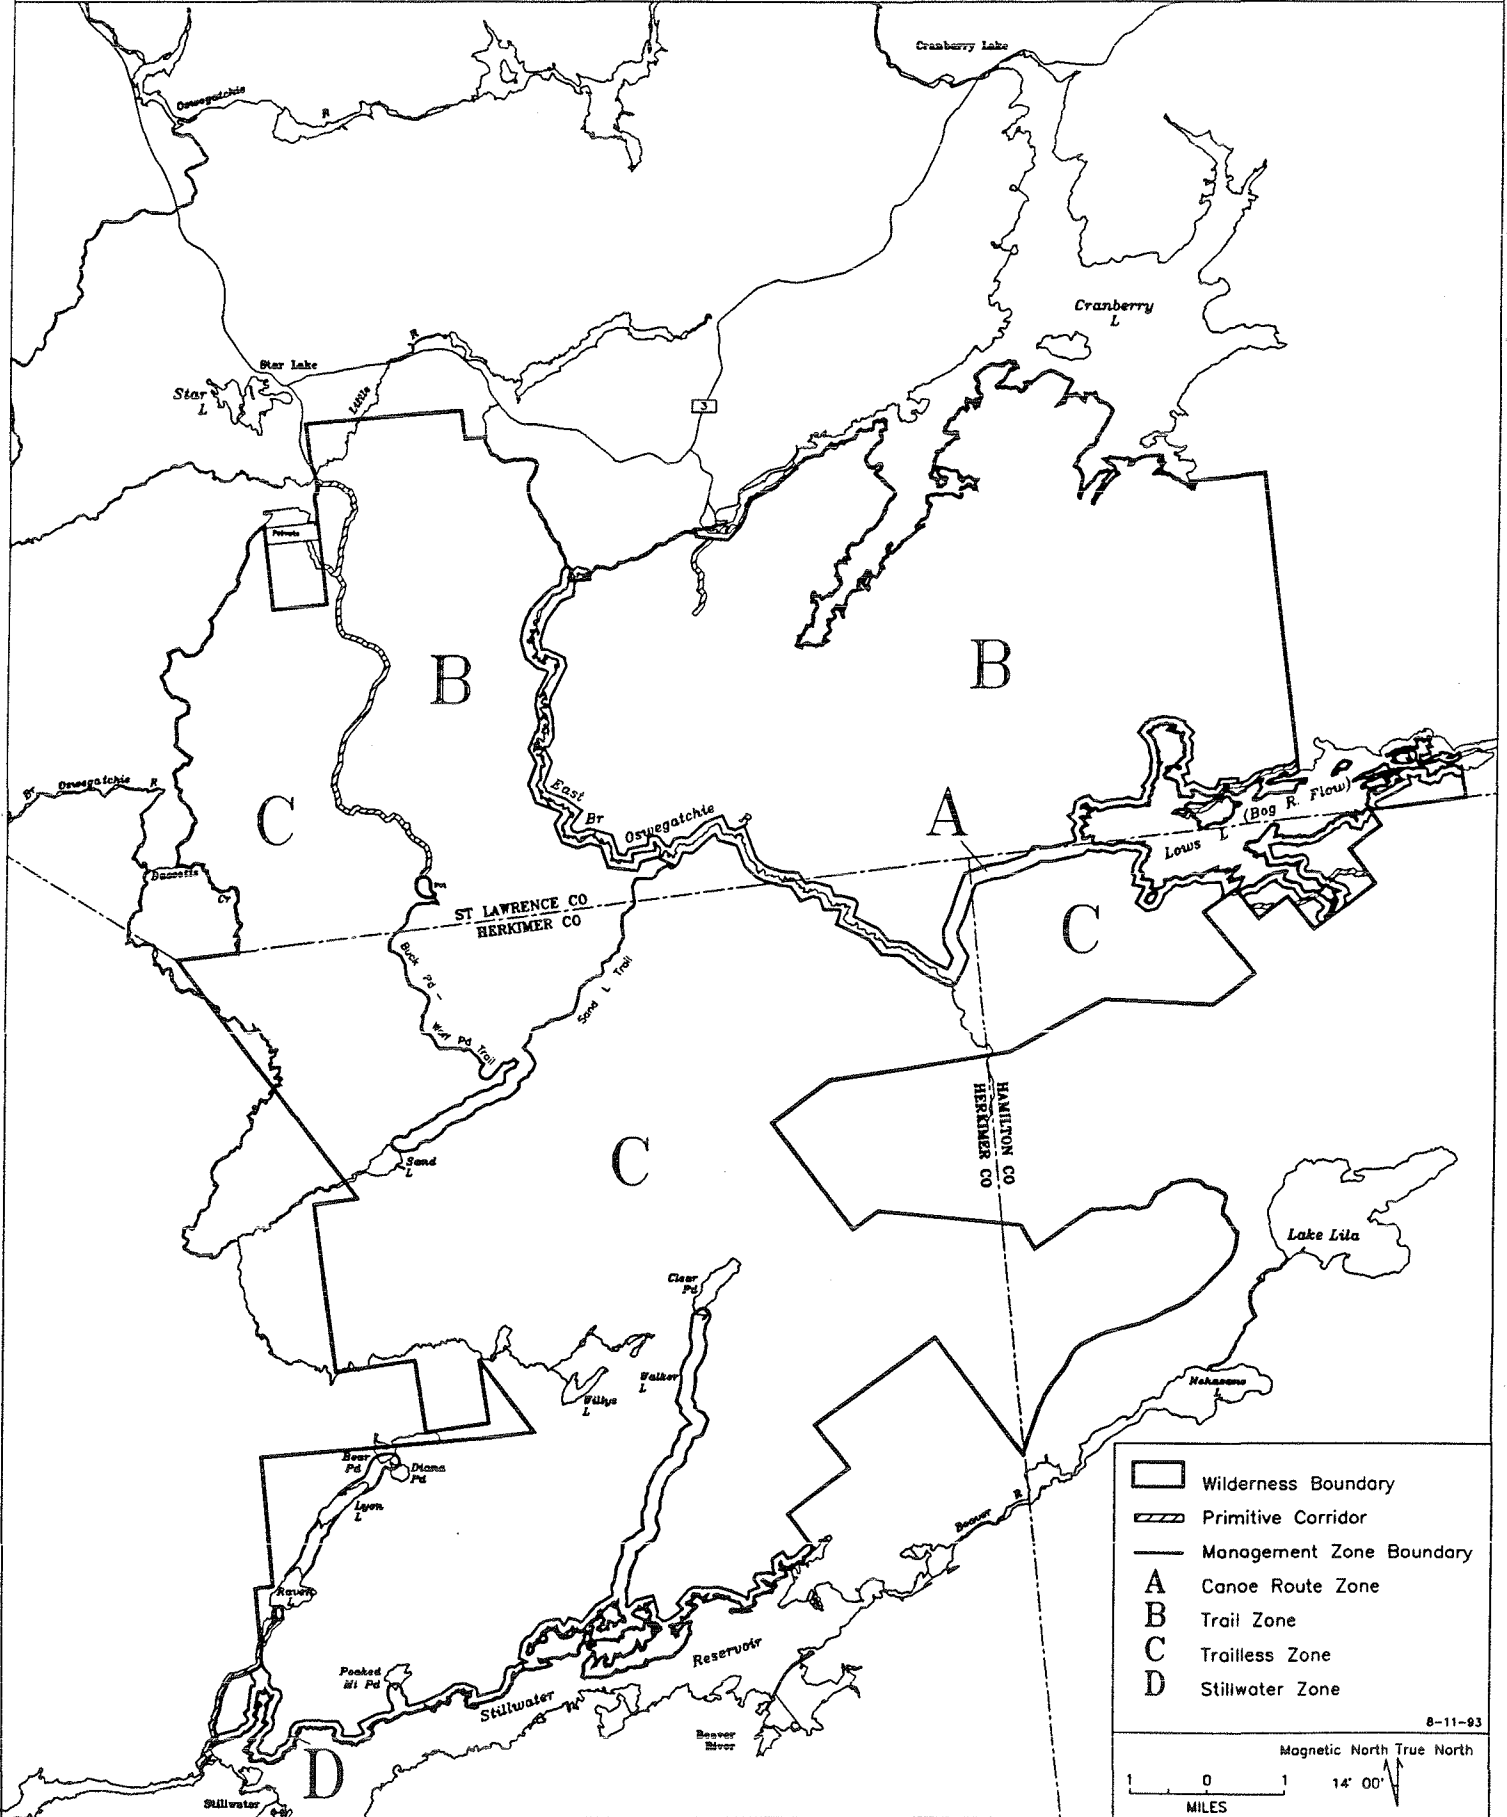 Cranberry Lake
Oswegatchie
R
Cranberry
L
R
Star Lake
Star
L
Little
3
Private
B
B
East
Br
Oswegatchie
Br
Oswegatchie
R
C
A
(Bog R. Flow)
Lows L
Bassetts
Cr
ST LAWRENCE CO
HERKIMER CO
C
Buck Pd -
Wolf Pd Trail
Sand L Trail
HAMILTON CO
HERKIMER CO
C
Sand
L
Lake Lila
Clear
Pd
Walker
L
Willys
L
Nehasane
L
Bear
Pd
Diana
Pd
Lyon
L
Beaver R
Raven
L
Peaked
Mt Pd
Stillwater
Reservoir
Beaver
River
D
Stillwater
Wilderness Boundary
Primitive Corridor
Management Zone Boundary
A Canoe Route Zone
B Trail Zone
C Trailless Zone
D Stillwater Zone
8-11-93
Magnetic North True North
1 0 1
14° 00'
MILES